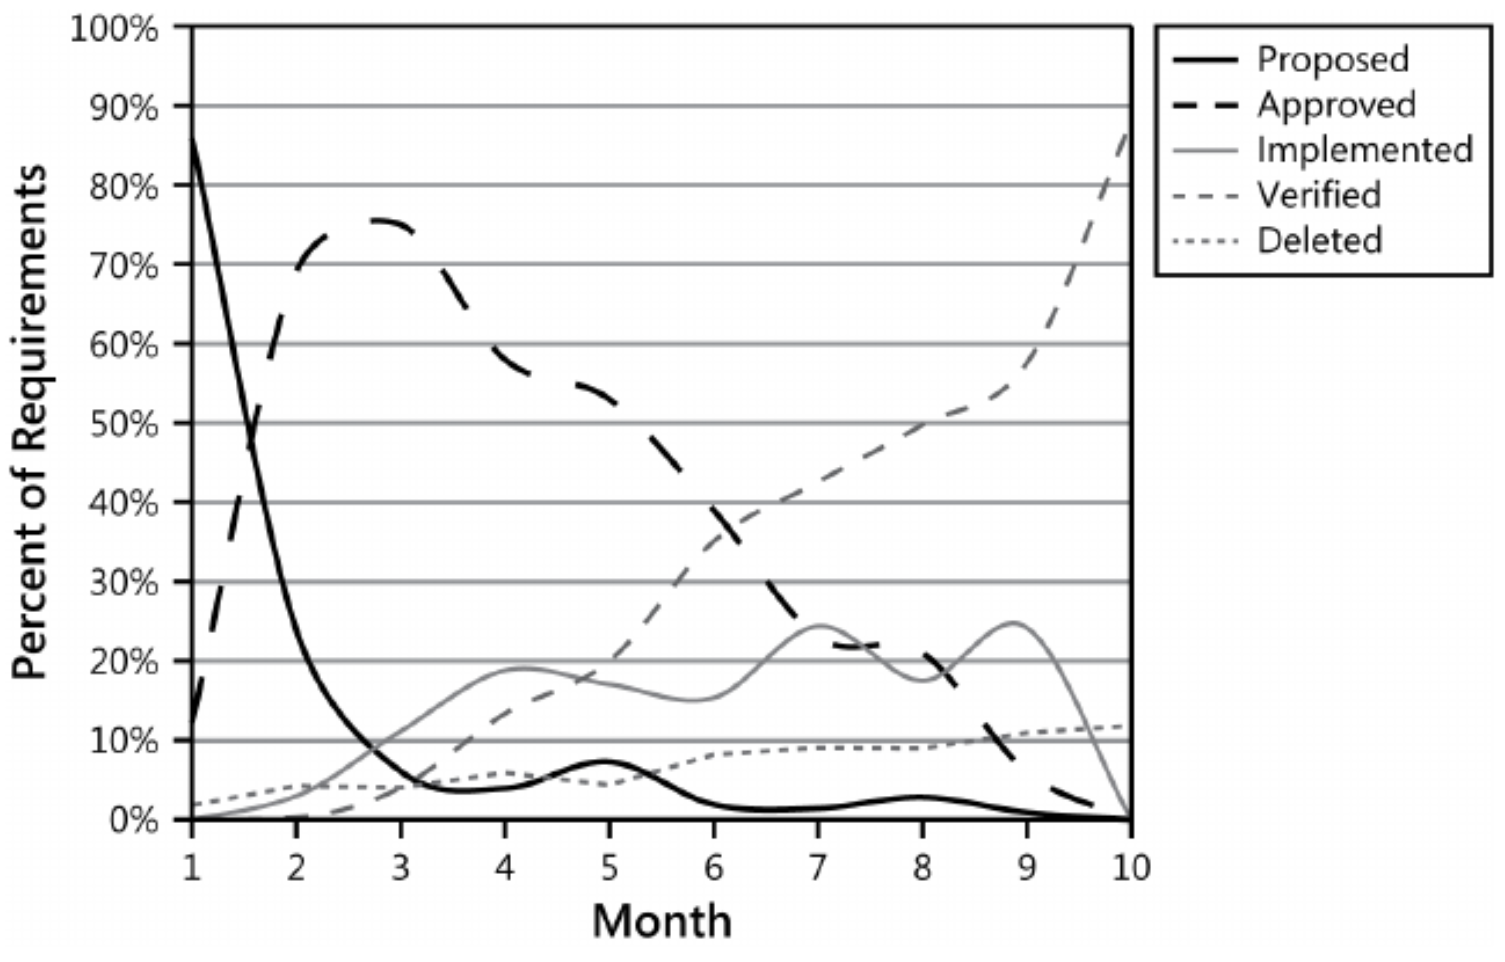 100%
90%
80%
70%
60%
50%
40%
30%
20%
10%
0%
Percent of Requirements
1 2 3 4 5 6 7 8 9 10
Month
Proposed
Approved
Implemented
Verified
Deleted